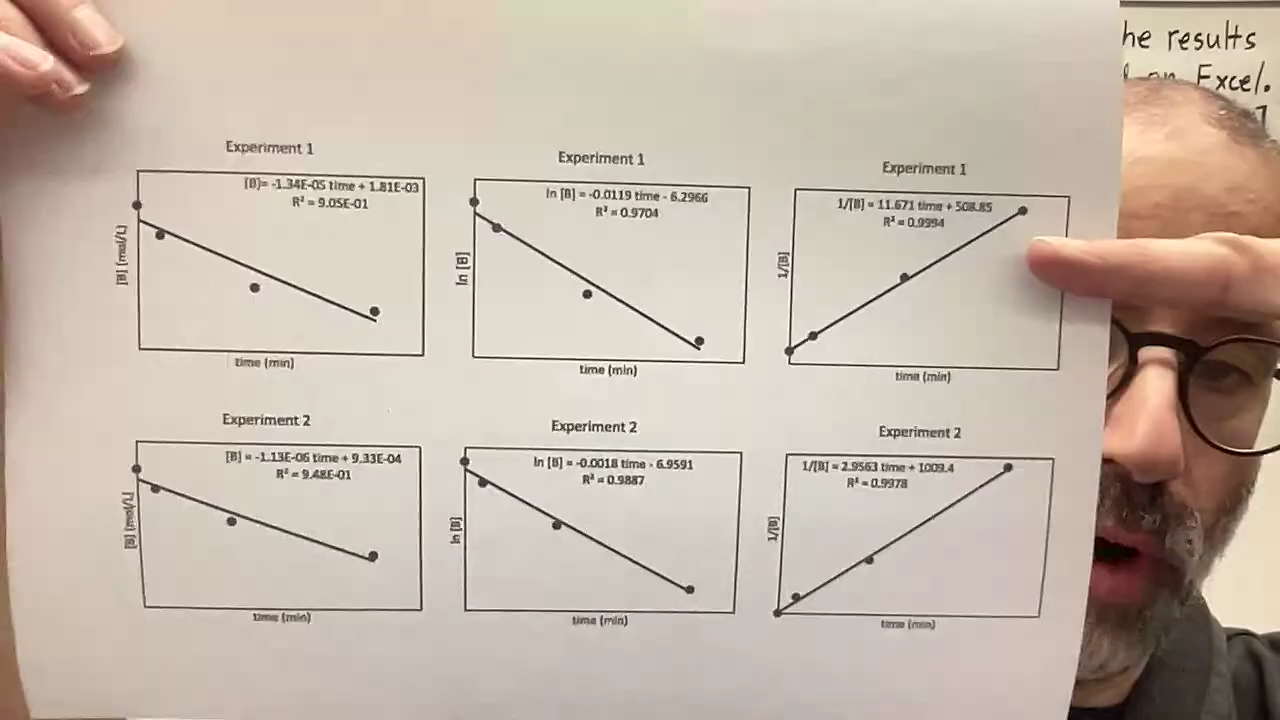 he results
Excel.
Experiment 1
[B]= -1.34E-05 time + 1.81E-03
R² = 9.05E-01
[B] (mol/L)
time (min)
Experiment 1
ln [B] = -0.0119 time - 6.2966
R² = 0.9704
ln [B]
time (min)
Experiment 1
1/[B] = 11.671 time + 508.85
R² = 0.9994
1/[B]
time (min)
Experiment 2
[B] = -1.13E-06 time + 9.33E-04
R² = 9.48E-01
[B] (mol/L)
time (min)
Experiment 2
ln [B] = -0.0018 time - 6.9591
R² = 0.9887
ln [B]
time (min)
Experiment 2
1/[B] = 2.9563 time + 1009.4
R² = 0.9978
1/[B]
time (min)